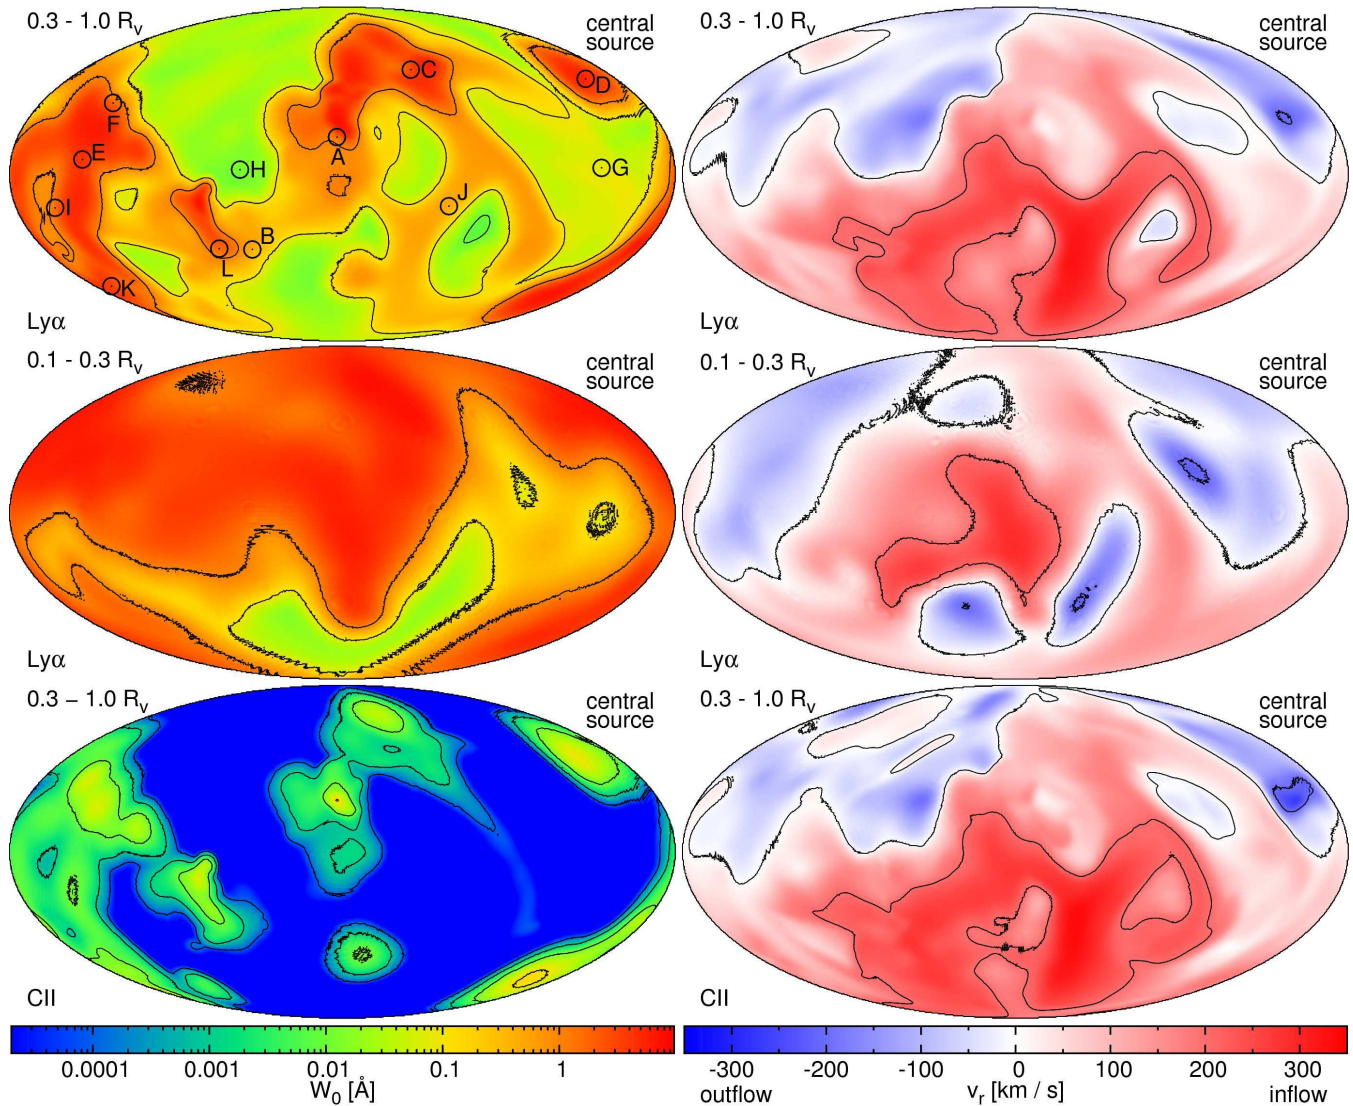 0.3 - 1.0 Rv
central
source
C
D
F
E
A
H
G
I
J
B
L
K
Lyα
0.3 - 1.0 Rv
central
source
Lyα
0.1 - 0.3 Rv
central
source
Lyα
0.1 - 0.3 Rv
central
source
Lyα
0.3 – 1.0 Rv
central
source
CII
0.3 - 1.0 Rv
central
source
CII
0.0001 0.001 0.01 0.1 1
W0 [Å]
-300 -200 -100 0 100 200 300
outflow vr [km / s] inflow